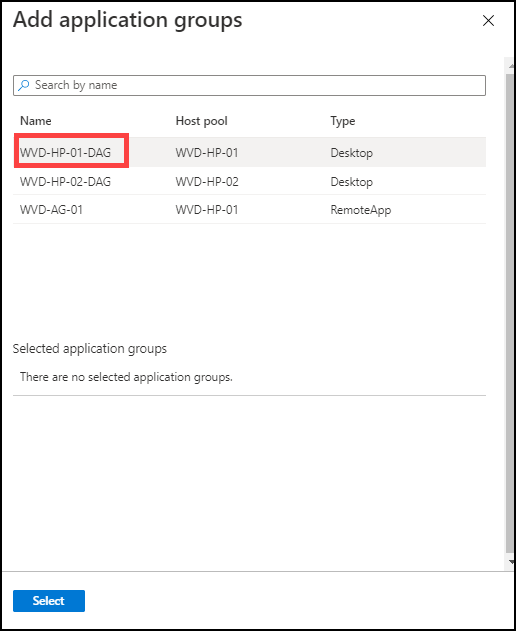 Add application groups
Search by name
Name Host pool Type
WVD-HP-01-DAG WVD-HP-01 Desktop
WVD-HP-02-DAG WVD-HP-02 Desktop
WVD-AG-01 WVD-HP-01 RemoteApp
Selected application groups
There are no selected application groups.
Select